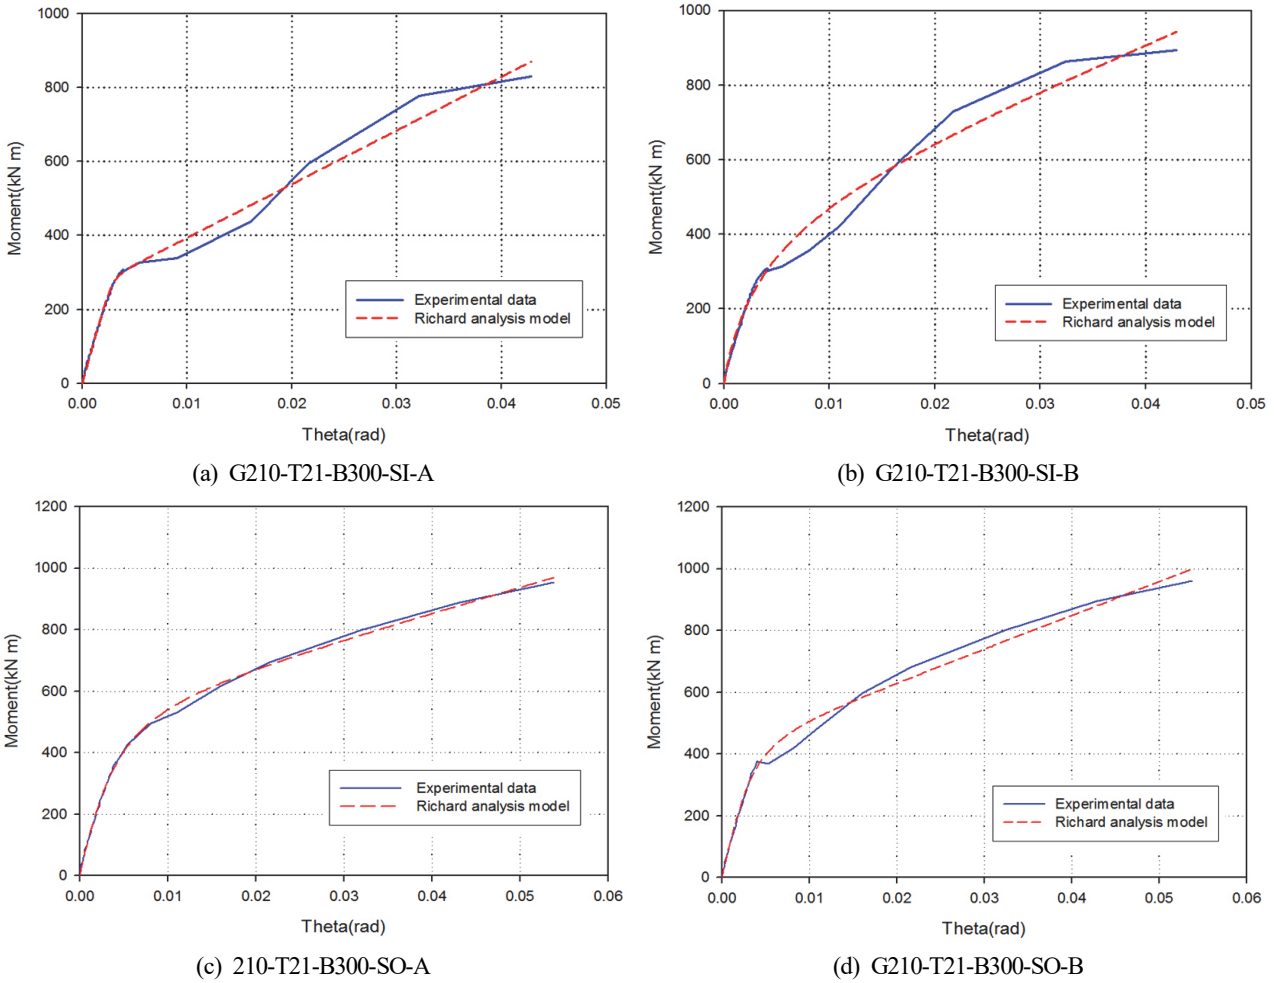 1000
800
600
400
200
0
Moment(kN m)
Experimental data
Richard analysis model
0.00 0.01 0.02 0.03 0.04 0.05
Theta(rad)
(a) G210-T21-B300-SI-A
1000
800
600
400
200
0
Moment(kN m)
Experimental data
Richard analysis model
0.00 0.01 0.02 0.03 0.04 0.05
Theta(rad)
(b) G210-T21-B300-SI-B
1200
1000
800
600
400
200
0
Moment(kN m)
Experimental data
Richard analysis model
0.00 0.01 0.02 0.03 0.04 0.05 0.06
Theta(rad)
(c) 210-T21-B300-SO-A
1200
1000
800
600
400
200
0
Moment(kN m)
Experimental data
Richard analysis model
0.00 0.01 0.02 0.03 0.04 0.05 0.06
Theta(rad)
(d) G210-T21-B300-SO-B